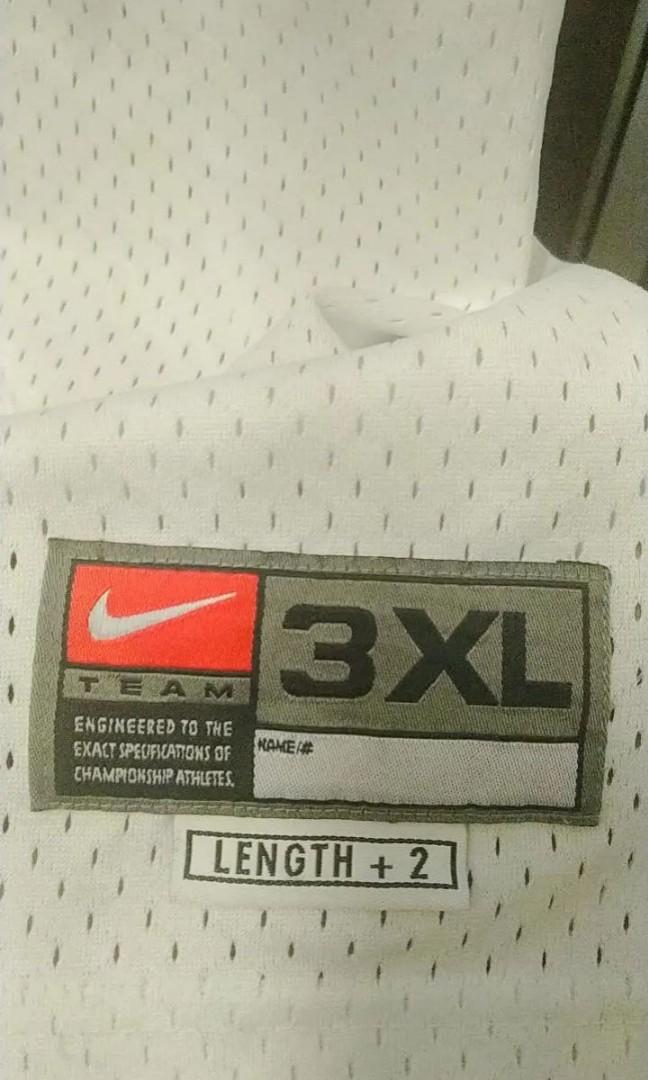 3XL
TEAM
ENGINEERED TO THE
EXACT SPECIFICATIONS OF
CHAMPIONSHIP ATHLETES.
NAME/#
LENGTH + 2